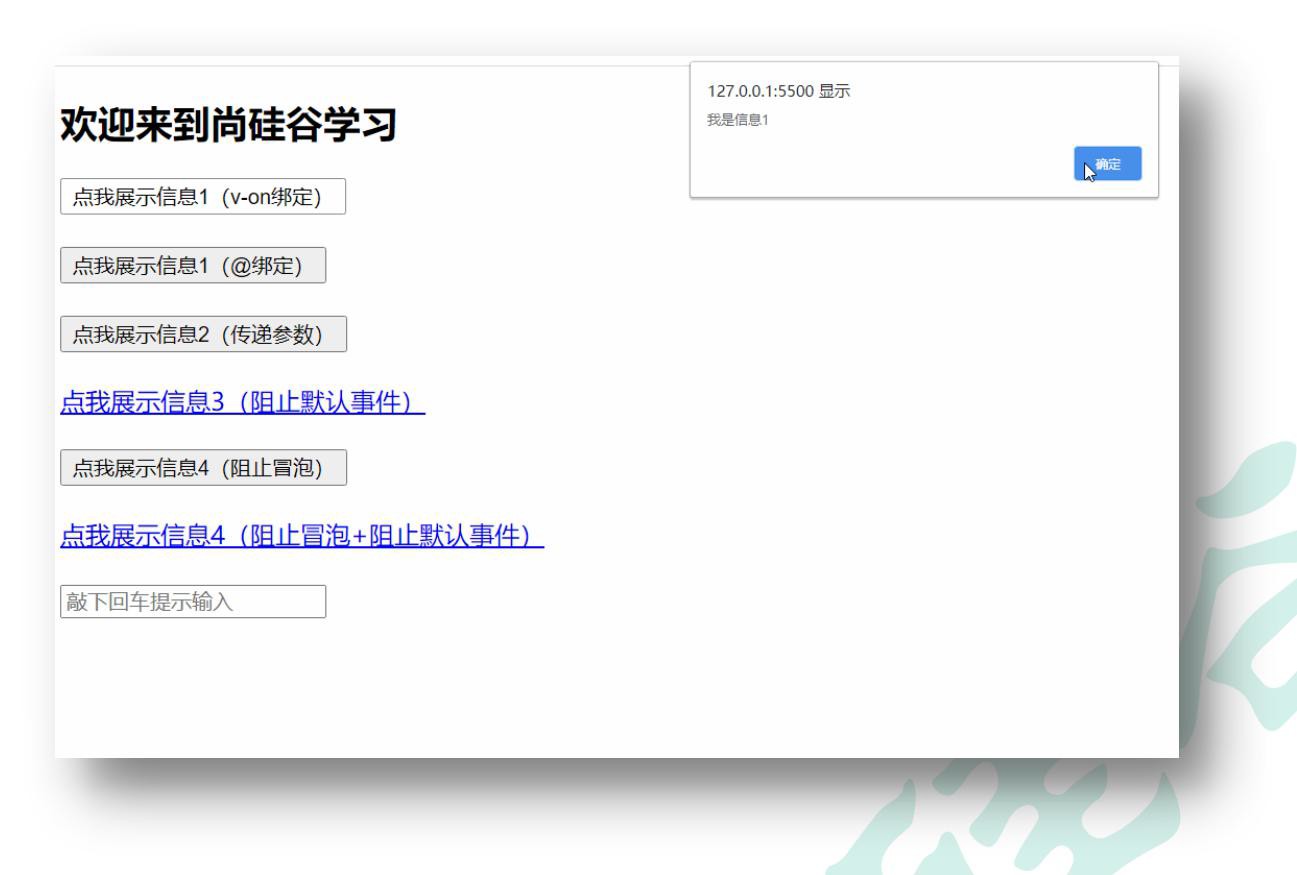 127.0.0.1:5500 显示
我是信息1
确定
欢迎来到尚硅谷学习
点我展示信息1（v-on绑定）
点我展示信息1（@绑定）
点我展示信息2（传递参数）
点我展示信息3（阻止默认事件）
点我展示信息4（阻止冒泡）
点我展示信息4（阻止冒泡+阻止默认事件）
敲下回车提示输入